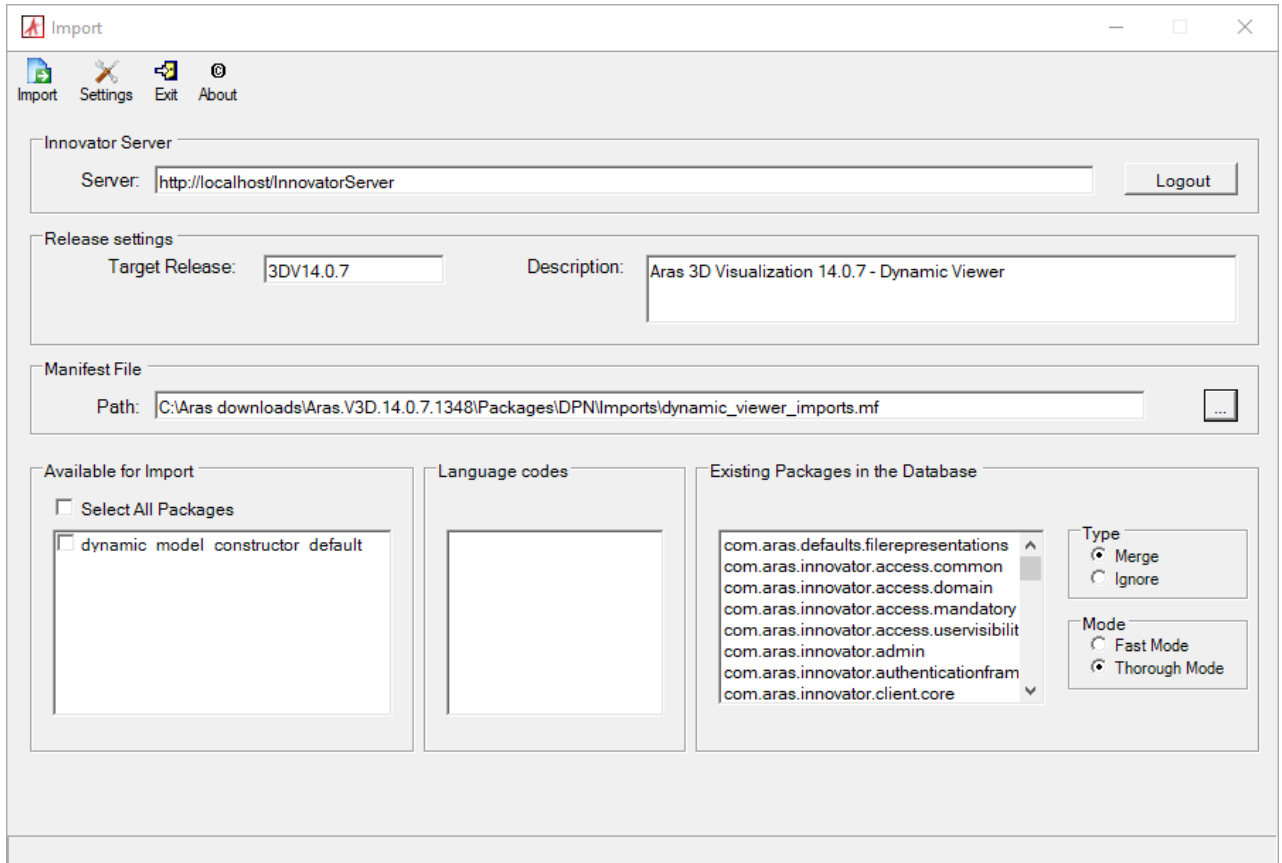 Import
Import Settings Exit About
Innovator Server
Server: http://localhost/InnovatorServer Logout
Release settings
Target Release: 3DV14.0.7 Description: Aras 3D Visualization 14.0.7 - Dynamic Viewer
Manifest File
Path: C:\Aras downloads\Aras.V3D.14.0.7.1348\Packages\DPN\Imports\dynamic_viewer_imports.mf ...
Available for Import
Select All Packages
dynamic_model_constructor_default
Language codes
Existing Packages in the Database
com.aras.defaults.filerepresentations
com.aras.innovator.access.common
com.aras.innovator.access.domain
com.aras.innovator.access.mandatory
com.aras.innovator.access.uservisibilit
com.aras.innovator.admin
com.aras.innovator.authenticationfram
com.aras.innovator.client.core
Type
Merge
Ignore
Mode
Fast Mode
Thorough Mode